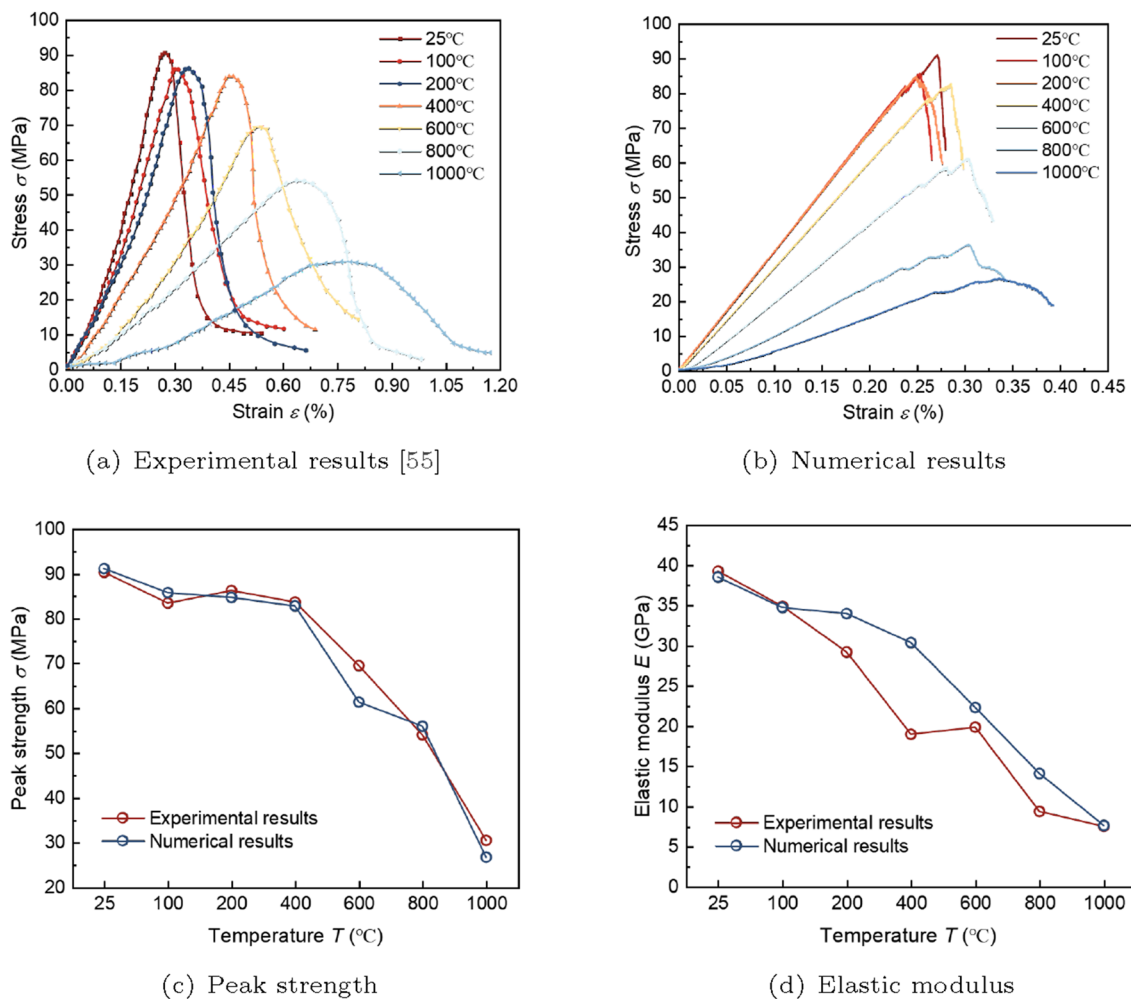 100
90
80
70
60
50
40
30
20
10
0
Stress σ (MPa)
0.00 0.15 0.30 0.45 0.60 0.75 0.90 1.05 1.20
Strain ε (%)
25℃
100℃
200℃
400℃
600℃
800℃
1000℃
(a) Experimental results [55]
100
90
80
70
60
50
40
30
20
10
0
Stress σ (MPa)
0.00 0.05 0.10 0.15 0.20 0.25 0.30 0.35 0.40 0.45
Strain ε (%)
25℃
100℃
200℃
400℃
600℃
800℃
1000℃
(b) Numerical results
100
90
80
70
60
50
40
30
20
Peak strength σ (MPa)
Experimental results
Numerical results
25 100 200 400 600 800 1000
Temperature T (℃)
(c) Peak strength
45
40
35
30
25
20
15
10
5
0
Elastic modulus E (GPa)
Experimental results
Numerical results
25 100 200 400 600 800 1000
Temperature T (℃)
(d) Elastic modulus